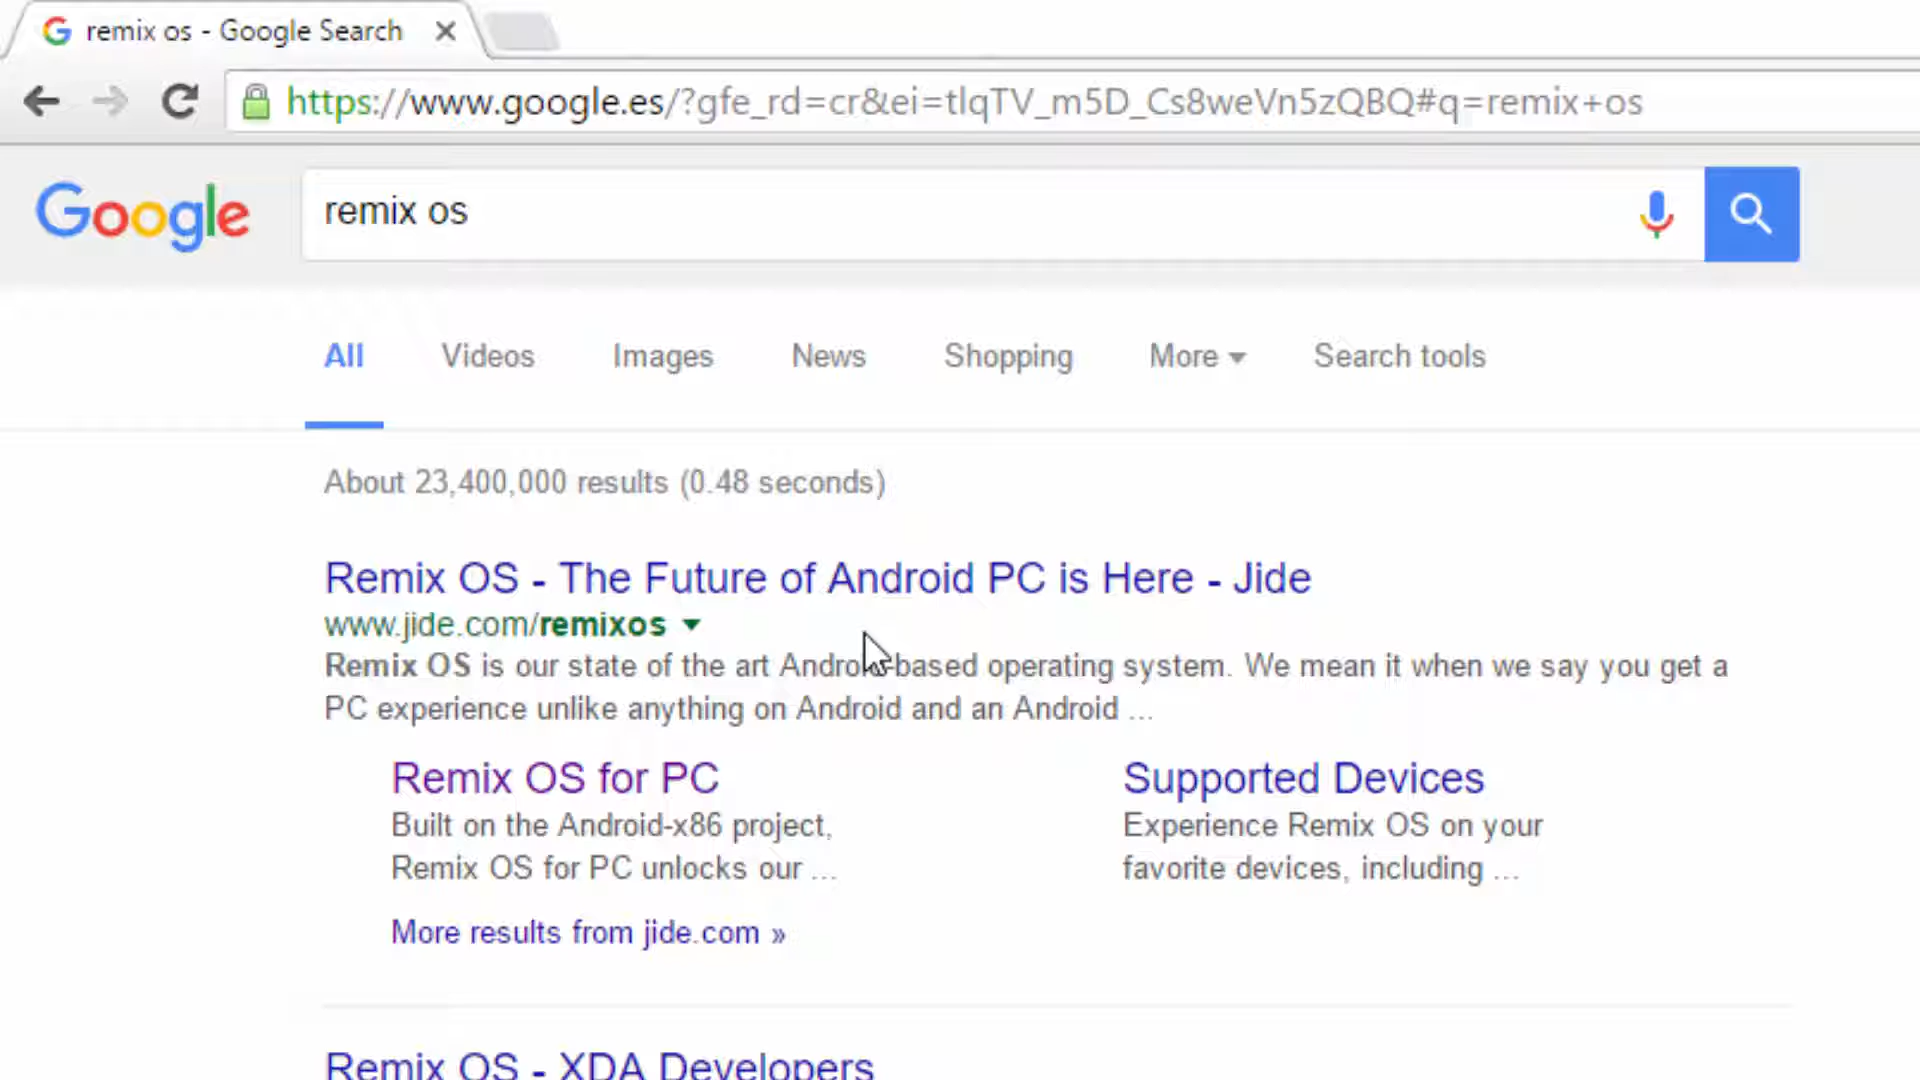 remix os - Google Search
https://www.google.es/?gfe_rd=cr&ei=tlqTV_m5D_Cs8weVn5zQBQ#q=remix+os
Google
remix os
All Videos Images News Shopping More Search tools
About 23,400,000 results (0.48 seconds)
Remix OS - The Future of Android PC is Here - Jide
www.jide.com/remixos
Remix OS is our state of the art Android-based operating system. We mean it when we say you get a
PC experience unlike anything on Android and an Android ...
Remix OS for PC
Built on the Android-x86 project,
Remix OS for PC unlocks our ...
Supported Devices
Experience Remix OS on your
favorite devices, including ...
More results from jide.com »
Remix OS - XDA Developers